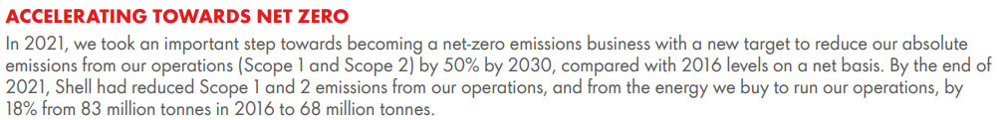 ACCELERATING TOWARDS NET ZERO
In 2021, we took an important step towards becoming a net-zero emissions business with a new target to reduce our absolute
emissions from our operations (Scope 1 and Scope 2) by 50% by 2030, compared with 2016 levels on a net basis. By the end of
2021, Shell had reduced Scope 1 and 2 emissions from our operations, and from the energy we buy to run our operations, by
18% from 83 million tonnes in 2016 to 68 million tonnes.